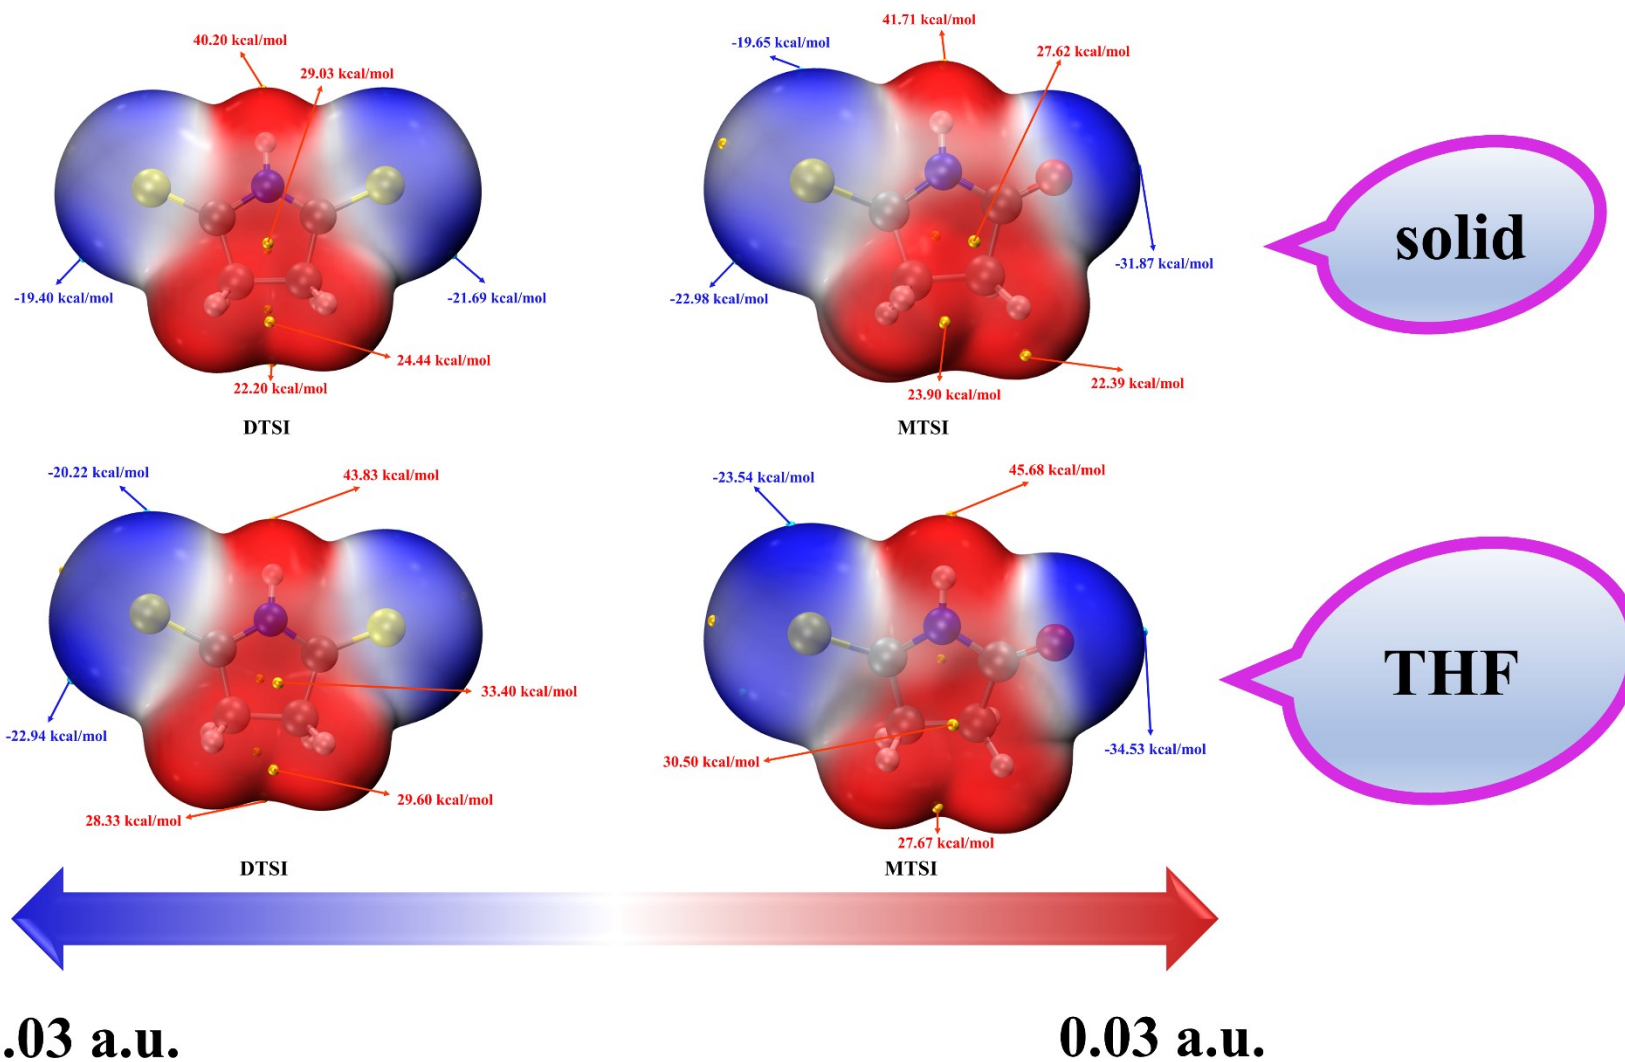 41.71 kcal/mol
40.20 kcal/mol
-19.65 kcal/mol
27.62 kcal/mol
29.03 kcal/mol
solid
-31.87 kcal/mol
-19.40 kcal/mol
-21.69 kcal/mol
-22.98 kcal/mol
24.44 kcal/mol
22.20 kcal/mol
22.39 kcal/mol
23.90 kcal/mol
DTSI
MTSI
-20.22 kcal/mol
43.83 kcal/mol
-23.54 kcal/mol
45.68 kcal/mol
THF
33.40 kcal/mol
-22.94 kcal/mol
-34.53 kcal/mol
30.50 kcal/mol
29.60 kcal/mol
28.33 kcal/mol
27.67 kcal/mol
DTSI
MTSI
.03 a.u.
0.03 a.u.